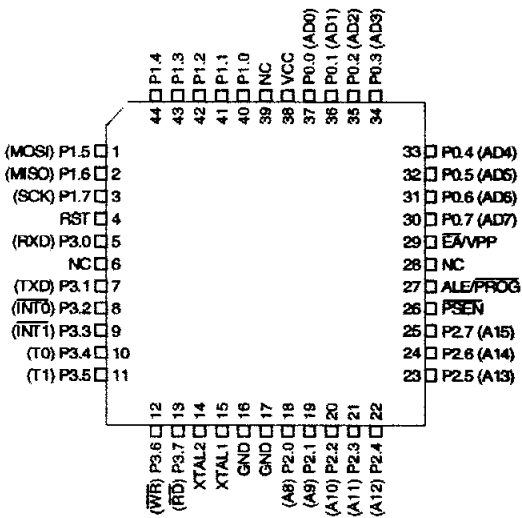 P1.4
P1.3
P1.2
P1.1
P1.0
NC
VCC
P0.0 (AD0)
P0.1 (AD1)
P0.2 (AD2)
P0.3 (AD3)
44
43
42
41
40
39
38
37
36
35
34
(MOSI) P1.5 1
(MISO) P1.6 2
(SCK) P1.7 3
RST 4
(RXD) P3.0 5
NC 6
(TXD) P3.1 7
(INT0) P3.2 8
(INT1) P3.3 9
(T0) P3.4 10
(T1) P3.5 11
33 P0.4 (AD4)
32 P0.5 (AD5)
31 P0.6 (AD6)
30 P0.7 (AD7)
29 EA/VPP
28 NC
27 ALE/PROG
26 PSEN
25 P2.7 (A15)
24 P2.6 (A14)
23 P2.5 (A13)
12
13
14
15
16
17
18
19
20
21
22
(WR) P3.6
(RD) P3.7
XTAL2
XTAL1
GND
GND
(A8) P2.0
(A9) P2.1
(A10) P2.2
(A11) P2.3
(A12) P2.4